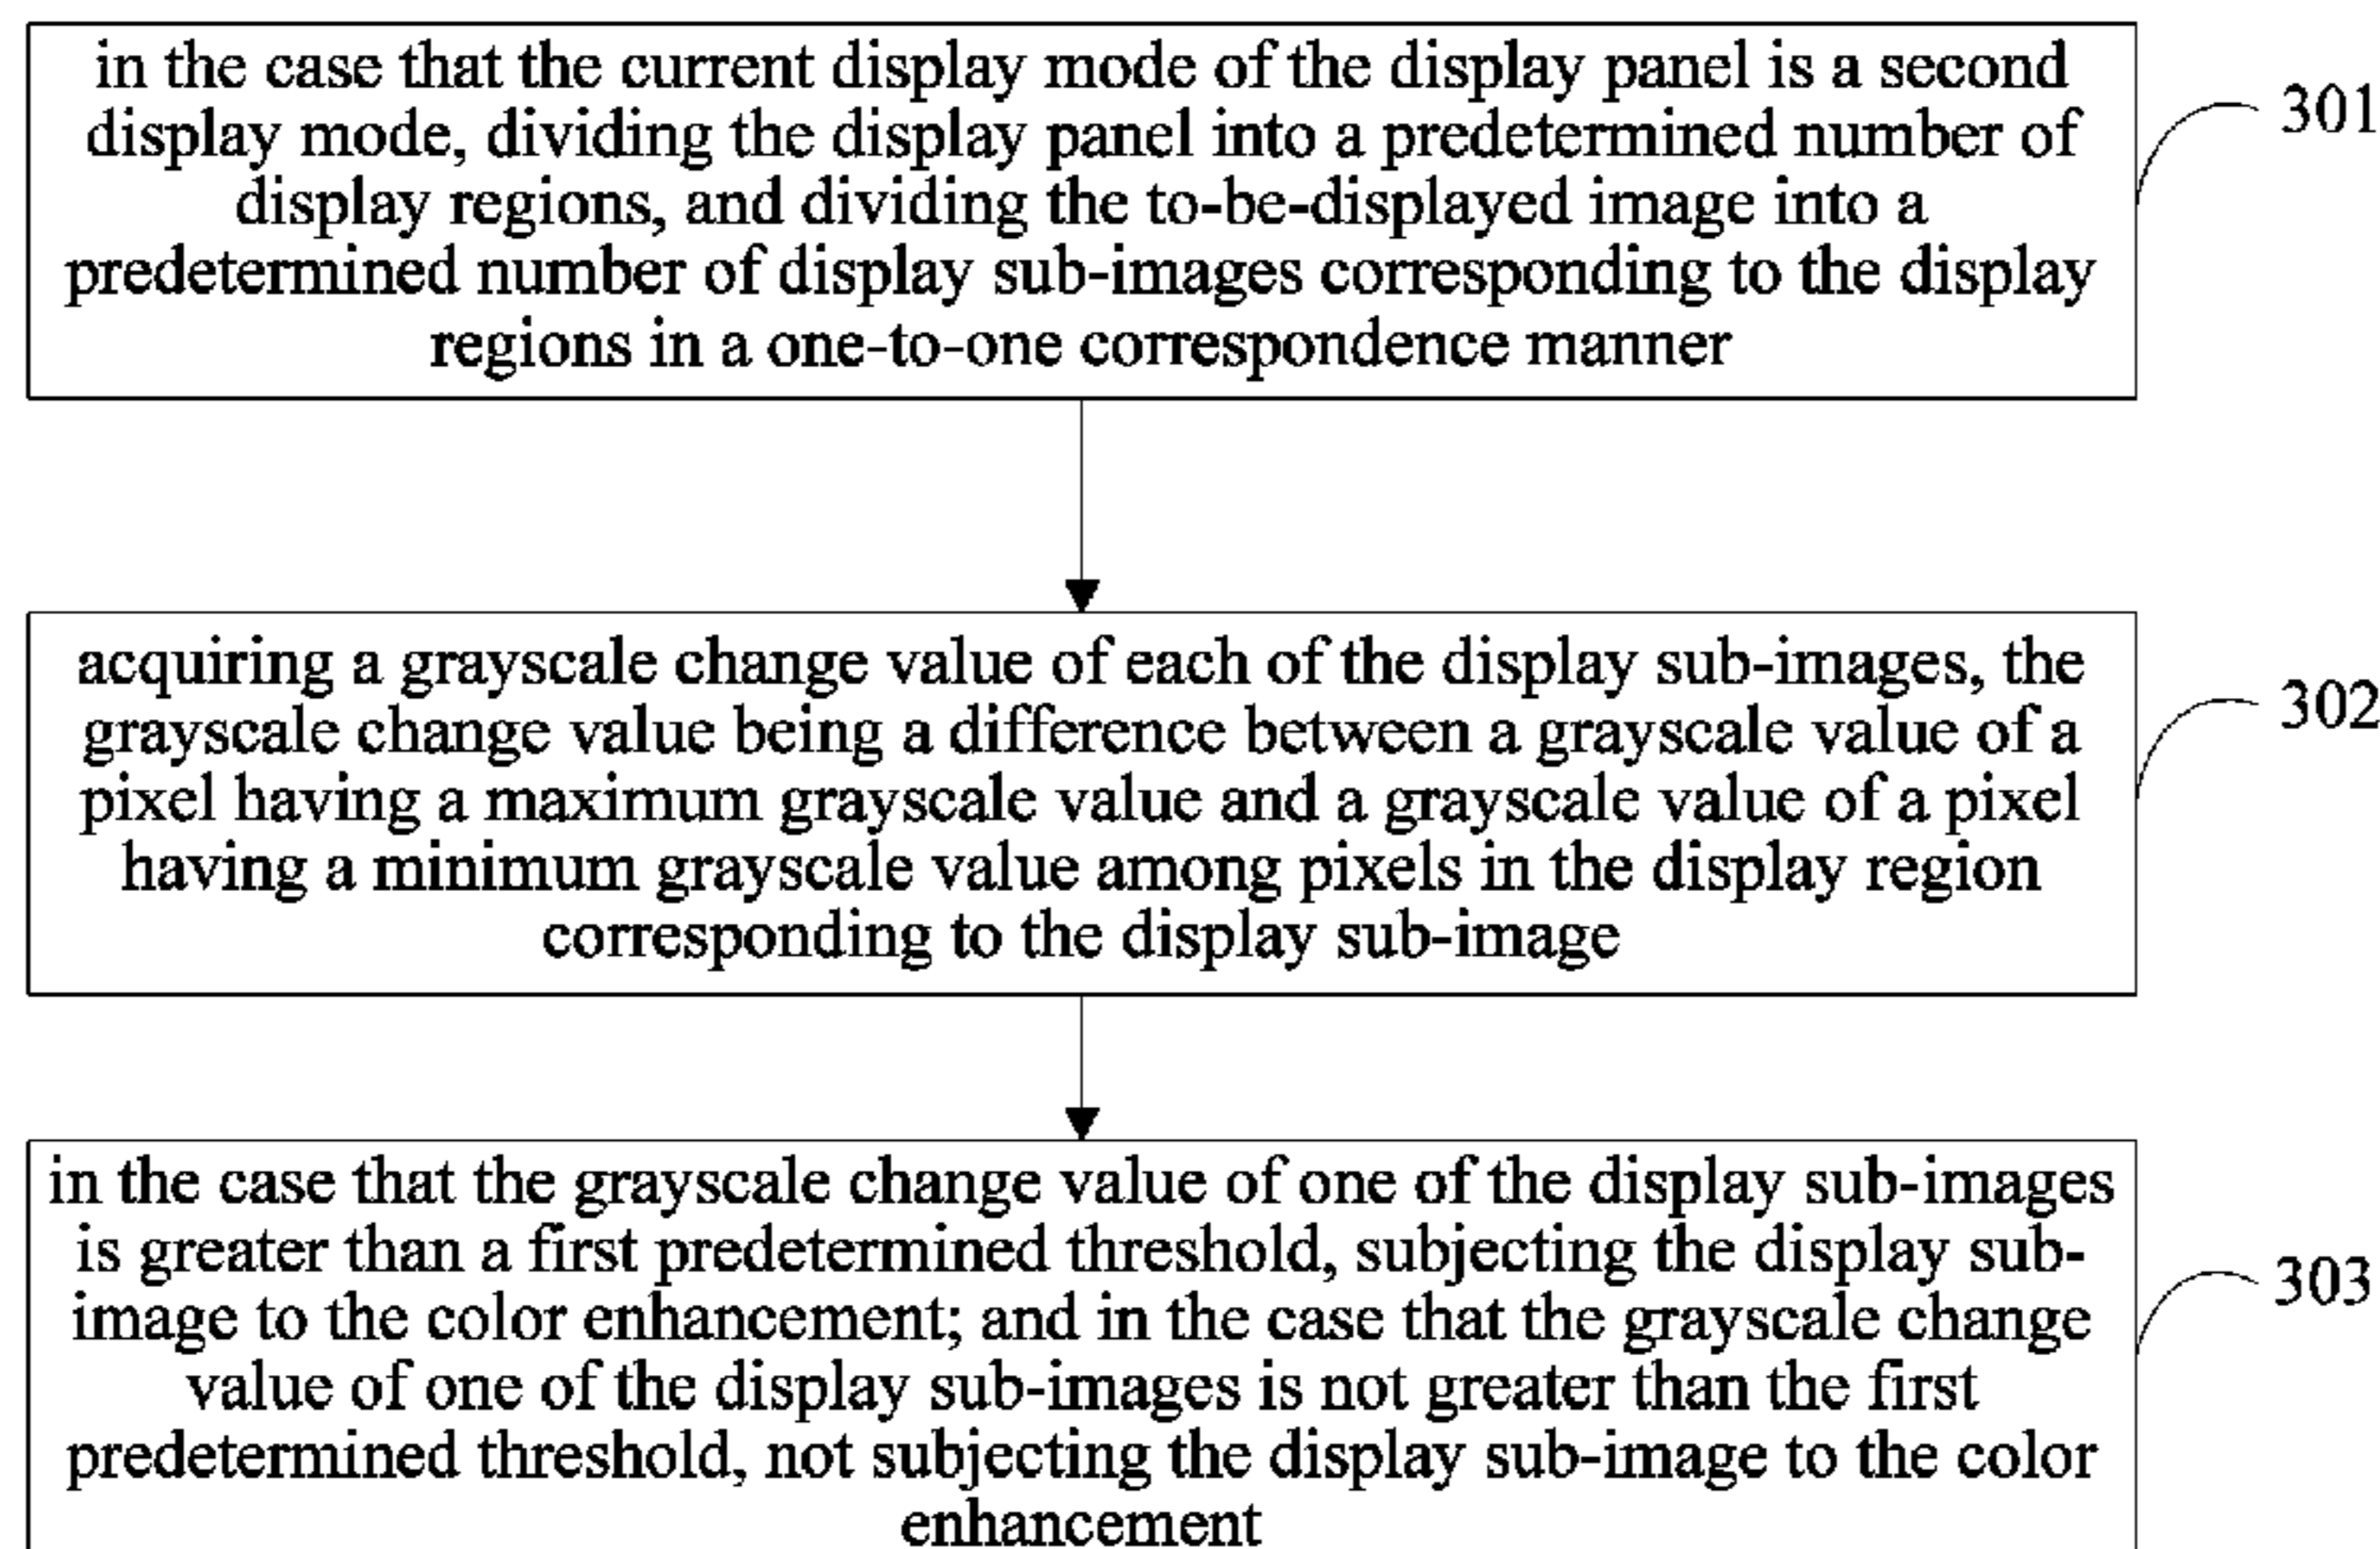 in the case that the current display mode of the display panel is a second
display mode, dividing the display panel into a predetermined number of
display regions, and dividing the to-be-displayed image into a
predetermined number of display sub-images corresponding to the display
regions in a one-to-one correspondence manner
301
acquiring a grayscale change value of each of the display sub-images, the
grayscale change value being a difference between a grayscale value of a
pixel having a maximum grayscale value and a grayscale value of a pixel
having a minimum grayscale value among pixels in the display region
corresponding to the display sub-image
302
in the case that the grayscale change value of one of the display sub-images
is greater than a first predetermined threshold, subjecting the display sub-
image to the color enhancement; and in the case that the grayscale change
value of one of the display sub-images is not greater than the first
predetermined threshold, not subjecting the display sub-image to the color
enhancement
303